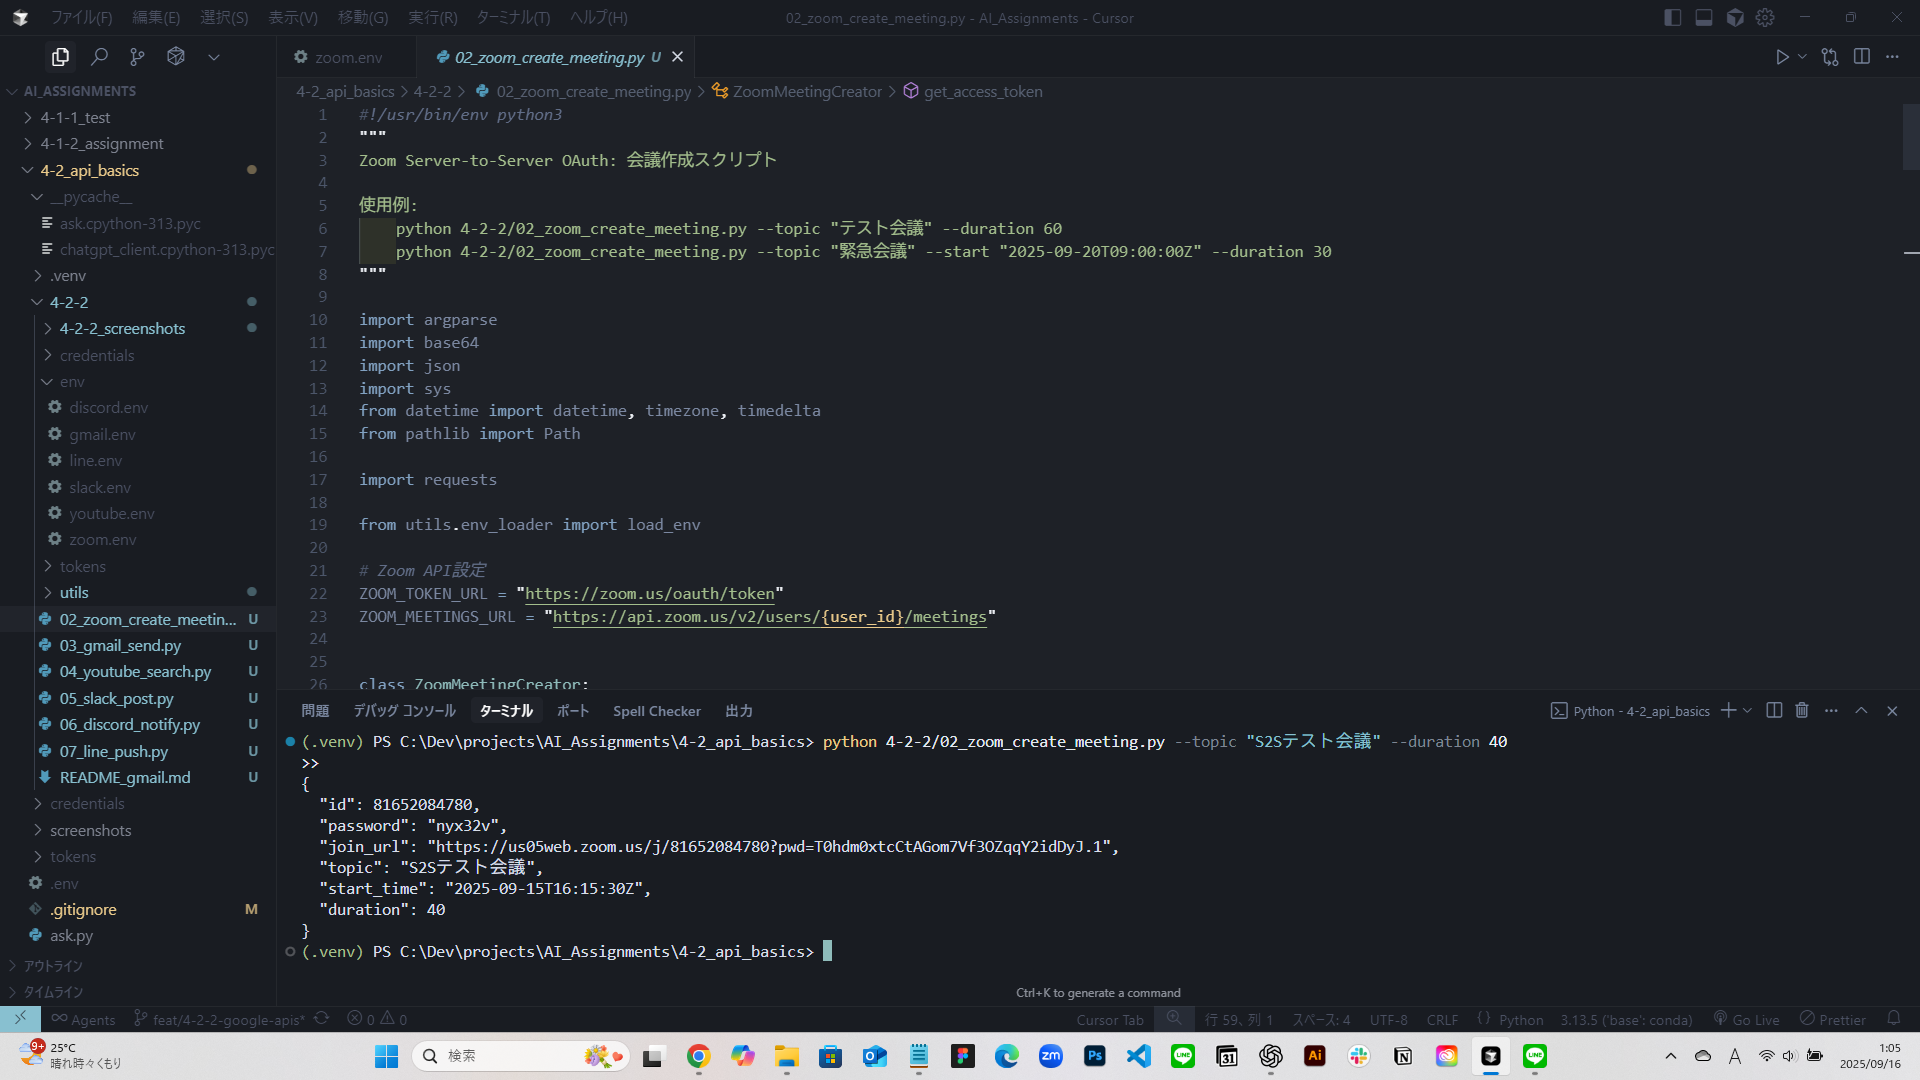 ファイル(F) 編集(E) 選択(S) 表示(V) 移動(G) 実行(R) ターミナル(T) ヘルプ(H)
02_zoom_create_meeting.py - AI_Assignments - Cursor
AI_ASSIGNMENTS
4-1-1_test
4-1-2_assignment
4-2_api_basics
__pycache__
ask.cpython-313.pyc
chatgpt_client.cpython-313.pyc
.venv
4-2-2
4-2-2_screenshots
credentials
env
discord.env
gmail.env
line.env
slack.env
youtube.env
zoom.env
tokens
utils
02_zoom_create_meetin... U
03_gmail_send.py U
04_youtube_search.py U
05_slack_post.py U
06_discord_notify.py U
07_line_push.py U
README_gmail.md U
credentials
screenshots
tokens
.env
.gitignore M
ask.py
アウトライン
タイムライン
zoom.env
02_zoom_create_meeting.py U
4-2_api_basics > 4-2-2 > 02_zoom_create_meeting.py > ZoomMeetingCreator > get_access_token
1 #!/usr/bin/env python3
2 """
3 Zoom Server-to-Server OAuth: 会議作成スクリプト
4
5 使用例:
6 python 4-2-2/02_zoom_create_meeting.py --topic "テスト会議" --duration 60
7 python 4-2-2/02_zoom_create_meeting.py --topic "緊急会議" --start "2025-09-20T09:00:00Z" --duration 30
8 """
9
10 import argparse
11 import base64
12 import json
13 import sys
14 from datetime import datetime, timezone, timedelta
15 from pathlib import Path
16
17 import requests
18
19 from utils.env_loader import load_env
20
21 # Zoom API設定
22 ZOOM_TOKEN_URL = "https://zoom.us/oauth/token"
23 ZOOM_MEETINGS_URL = "https://api.zoom.us/v2/users/{user_id}/meetings"
24
25
26 class ZoomMeetingCreator:
問題 デバッグ コンソール ターミナル ポート Spell Checker 出力
Python - 4-2_api_basics
(.venv) PS C:\Dev\projects\AI_Assignments\4-2_api_basics> python 4-2-2/02_zoom_create_meeting.py --topic "S2Sテスト会議" --duration 40
>>
{
"id": 81652084780,
"password": "nyx32v",
"join_url": "https://us05web.zoom.us/j/81652084780?pwd=T0hdm0xtcCtAGom7Vf3OZqqY2idDyJ.1",
"topic": "S2Sテスト会議",
"start_time": "2025-09-15T16:15:30Z",
"duration": 40
}
(.venv) PS C:\Dev\projects\AI_Assignments\4-2_api_basics>
Ctrl+K to generate a command
Agents feat/4-2-2-google-apis* 0 0
Cursor Tab 行 59、列 1 スペース: 4 UTF-8 CRLF { } Python 3.13.5 ('base': conda) Go Live Prettier
9+
25°C
晴れ時々くもり
検索
zm
Ps
LINE
31
Ai
LINE
A
1:05
2025/09/16